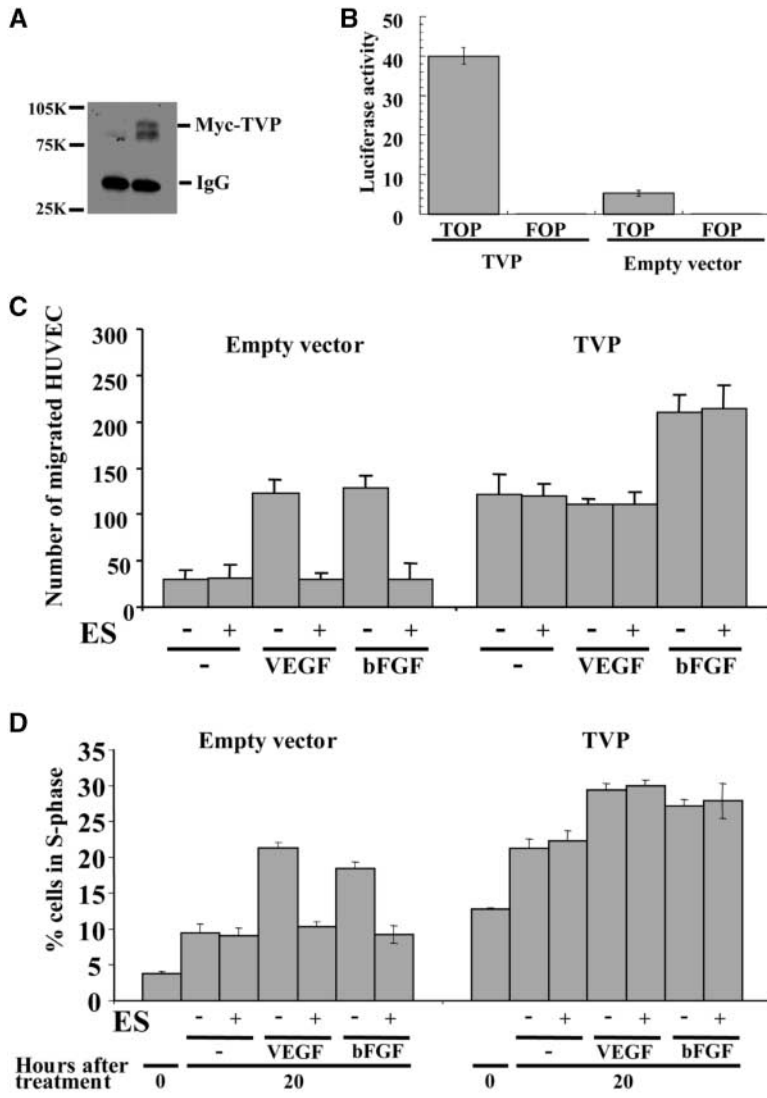 A
105K
Myc-TVP
75K
IgG
25K
B
Luciferase activity
50
40
30
20
10
0
TOP FOP TOP FOP
TVP Empty vector
C
Number of migrated HUVEC
300
250
200
150
100
50
0
Empty vector TVP
ES - + - + - + - + - + - +
- VEGF bFGF - VEGF bFGF
D
% cells in S-phase
35
30
25
20
15
10
5
0
Empty vector TVP
ES - + - + - + - + - + - +
- VEGF bFGF - VEGF bFGF
Hours after
treatment 0 20 0 20